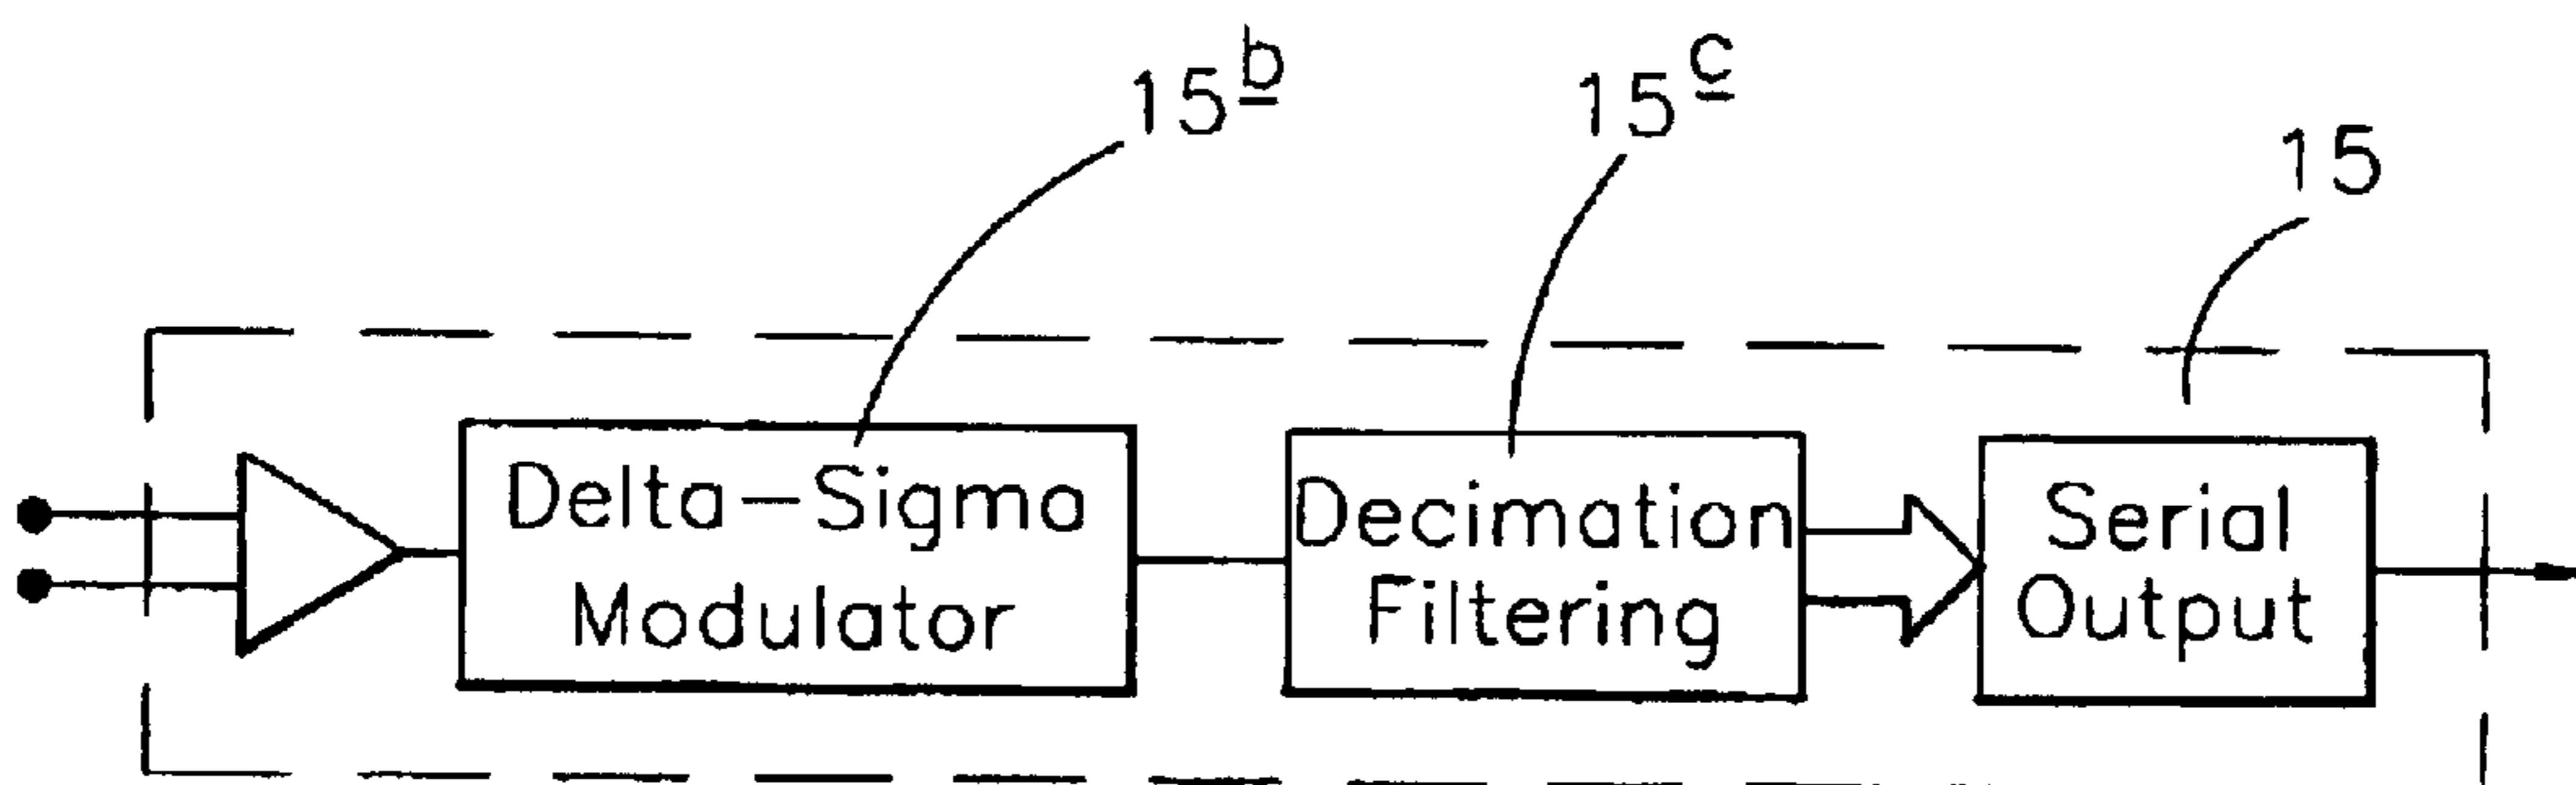 15b
15c
15
Delta-Sigma
Modulator
Decimation
Filtering
Serial
Output